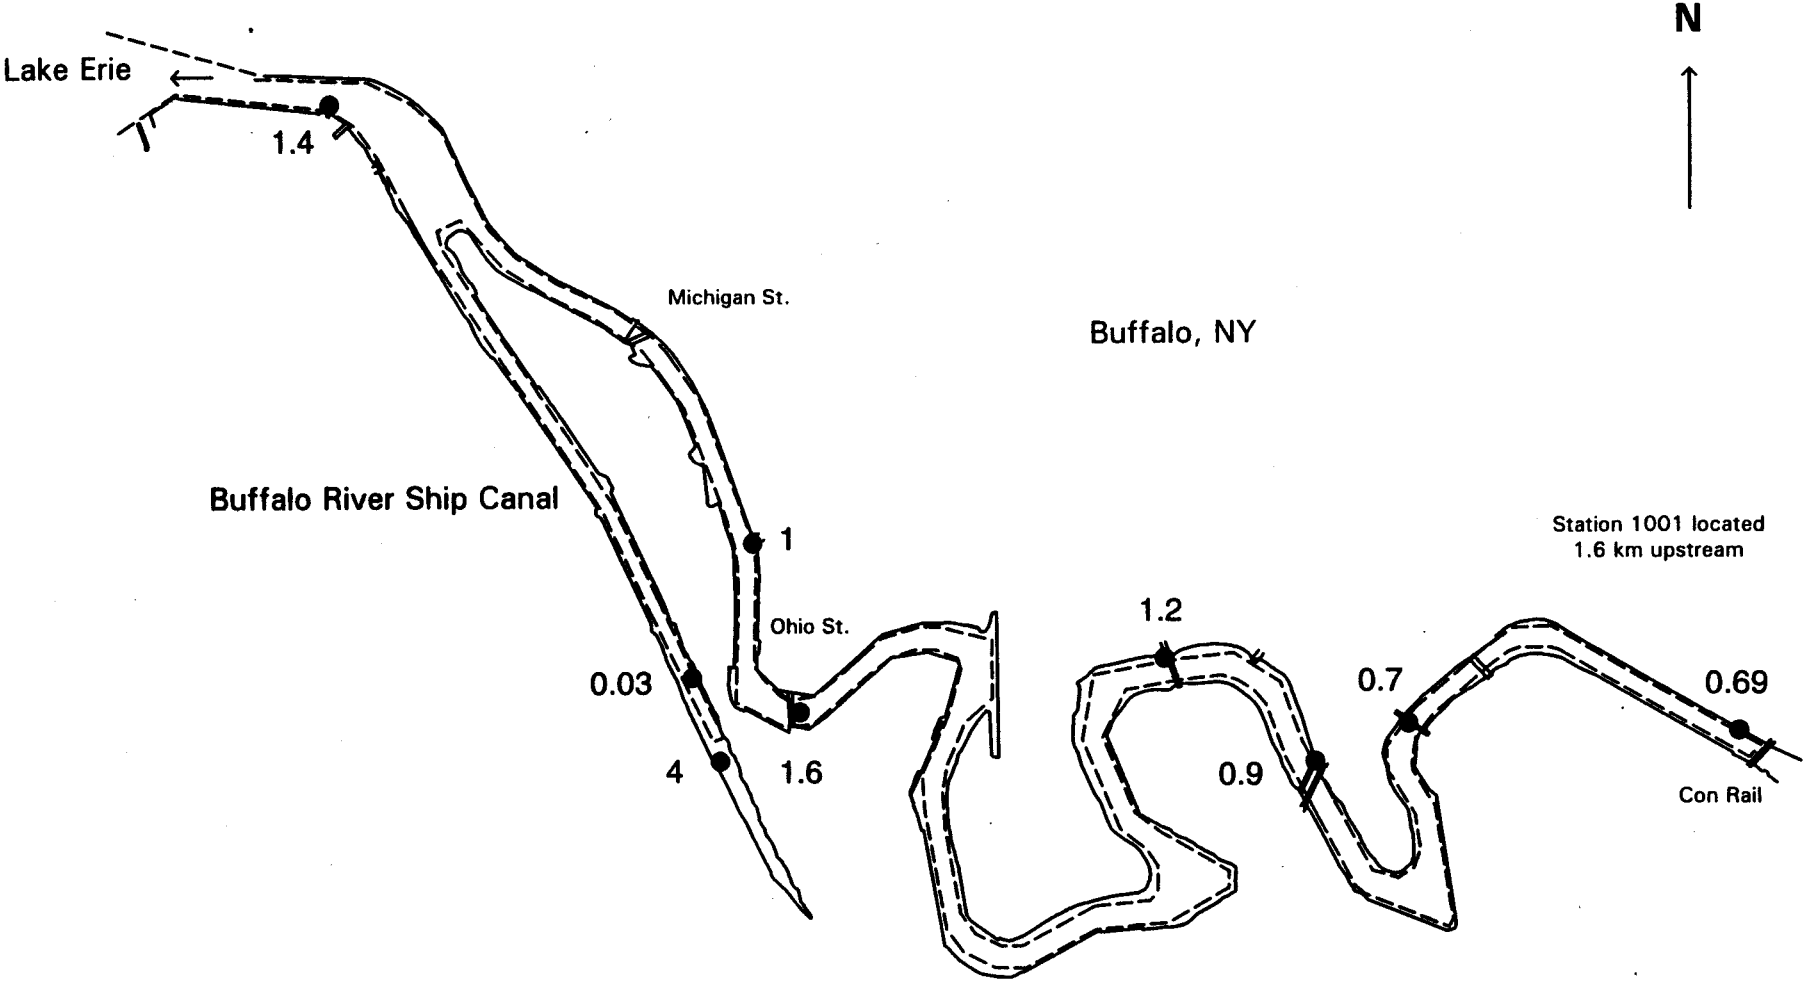 N
Lake Erie
1.4
Michigan St.
Buffalo, NY
Buffalo River Ship Canal
Station 1001 located
1.6 km upstream
1
1.2
Ohio St.
0.03
0.7
0.69
4
1.6
0.9
Con Rail